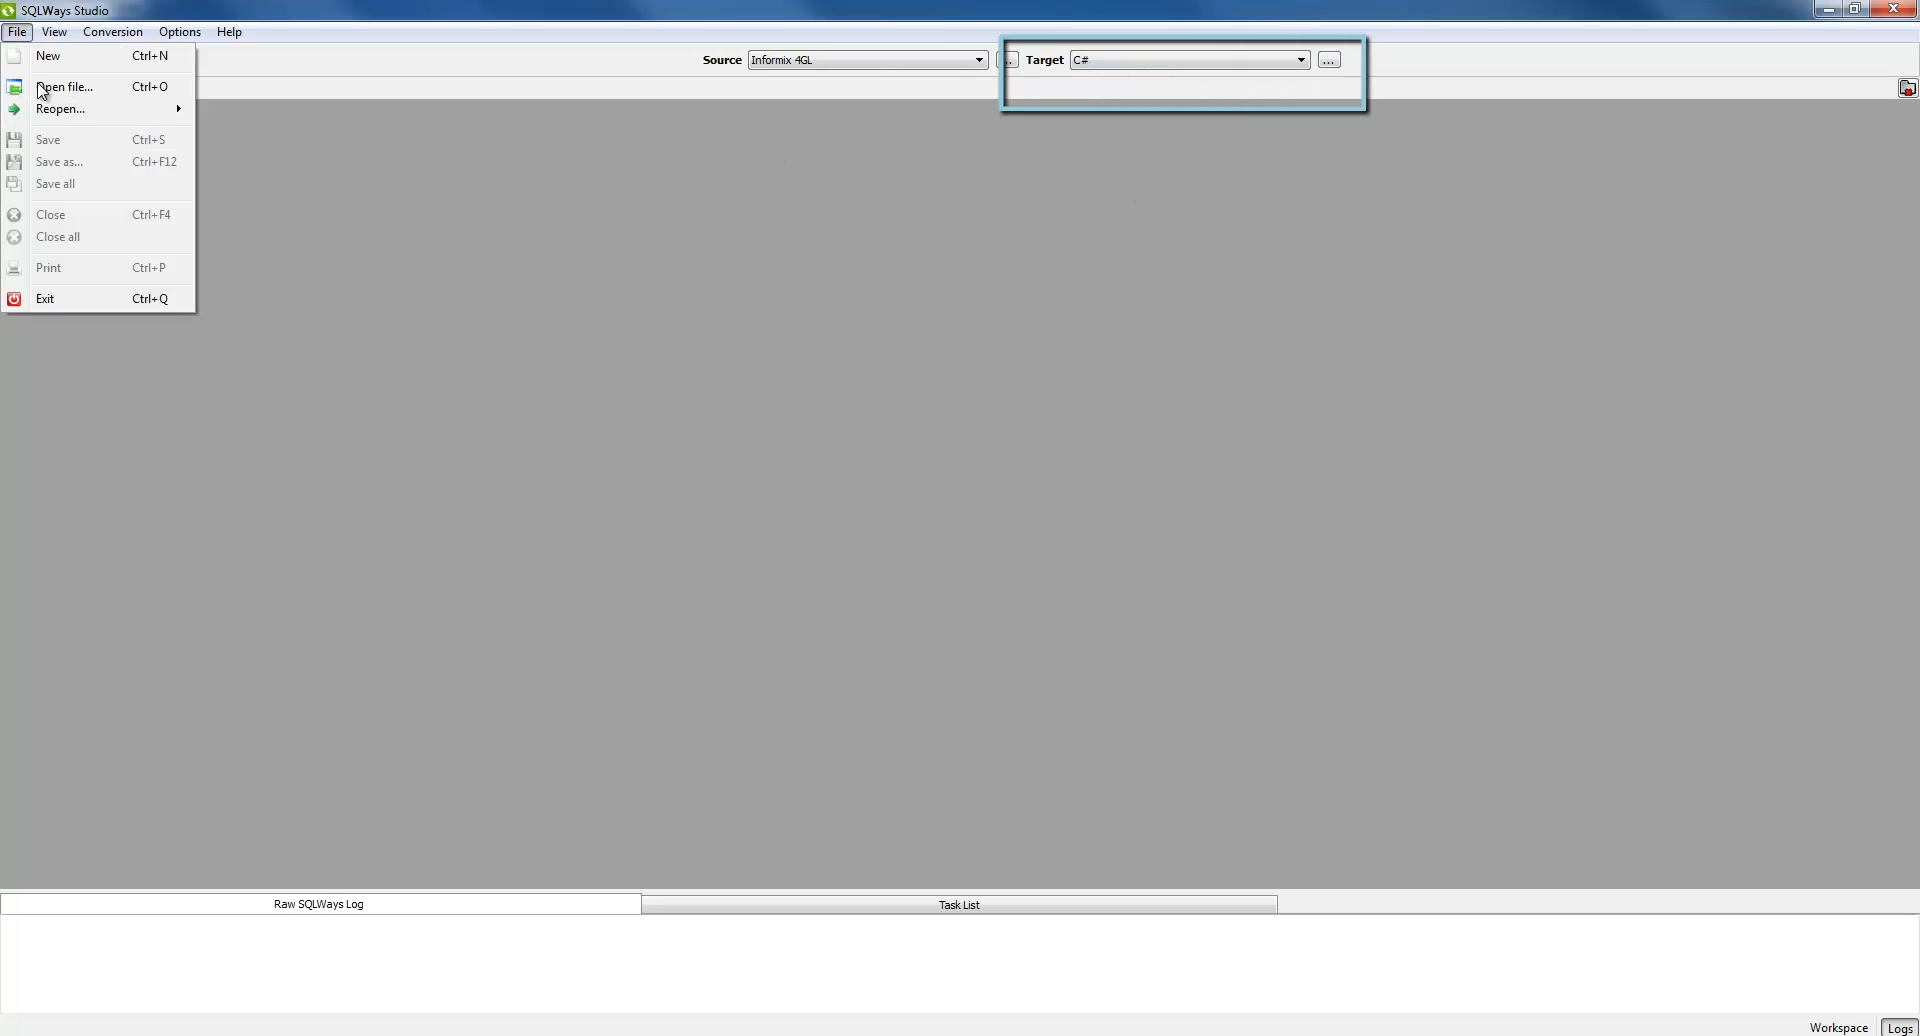 SQLWays Studio
File View Conversion Options Help
New Ctrl+N
Source Informix 4GL ... Target C# ...
Open file... Ctrl+O
Reopen...
Save Ctrl+S
Save as... Ctrl+F12
Save all
Close Ctrl+F4
Close all
Print Ctrl+P
Exit Ctrl+Q
Raw SQLWays Log Task List
Workspace Logs